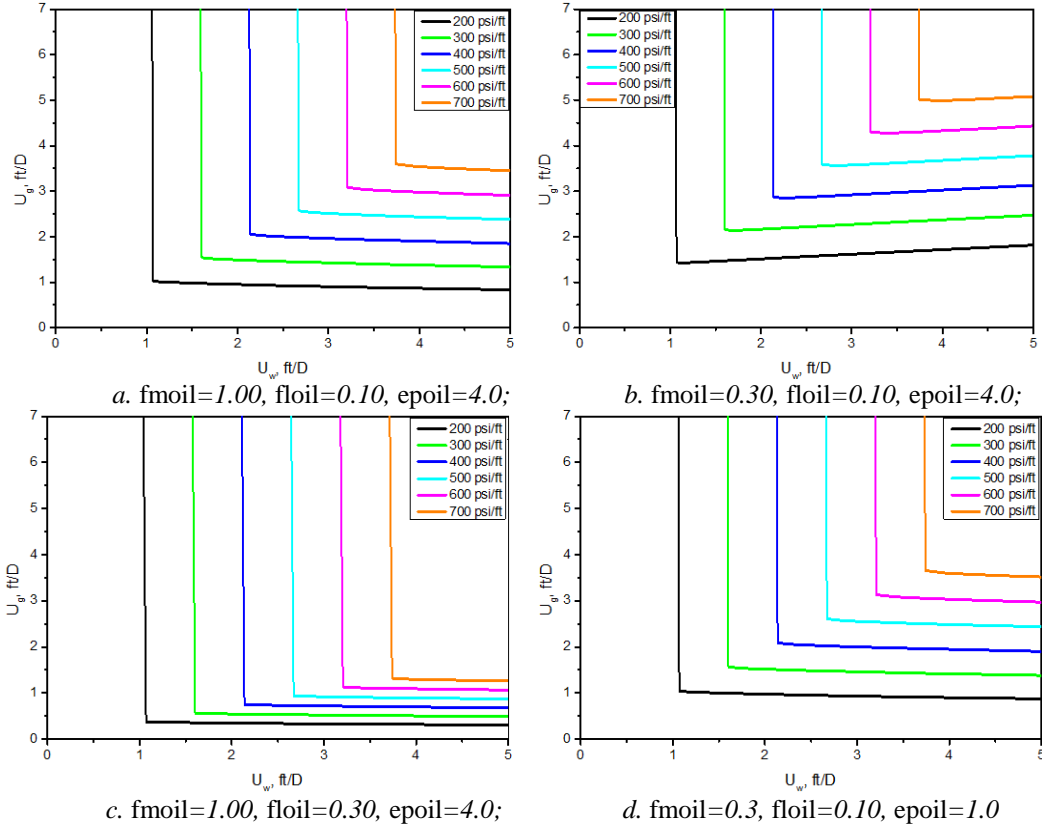 7
6
5
4
3
2
1
0
0
1
2
3
4
5
U_g, ft/D
U_w, ft/D
200 psi/ft
300 psi/ft
400 psi/ft
500 psi/ft
600 psi/ft
700 psi/ft
a. fmoil=1.00, floil=0.10, epoil=4.0;
7
6
5
4
3
2
1
0
0
1
2
3
4
5
U_g, ft/D
U_w, ft/D
200 psi/ft
300 psi/ft
400 psi/ft
500 psi/ft
600 psi/ft
700 psi/ft
b. fmoil=0.30, floil=0.10, epoil=4.0;
7
6
5
4
3
2
1
0
0
1
2
3
4
5
U_g, ft/D
U_w, ft/D
200 psi/ft
300 psi/ft
400 psi/ft
500 psi/ft
600 psi/ft
700 psi/ft
c. fmoil=1.00, floil=0.30, epoil=4.0;
7
6
5
4
3
2
1
0
0
1
2
3
4
5
U_g, ft/D
U_w, ft/D
200 psi/ft
300 psi/ft
400 psi/ft
500 psi/ft
600 psi/ft
700 psi/ft
d. fmoil=0.3, floil=0.10, epoil=1.0